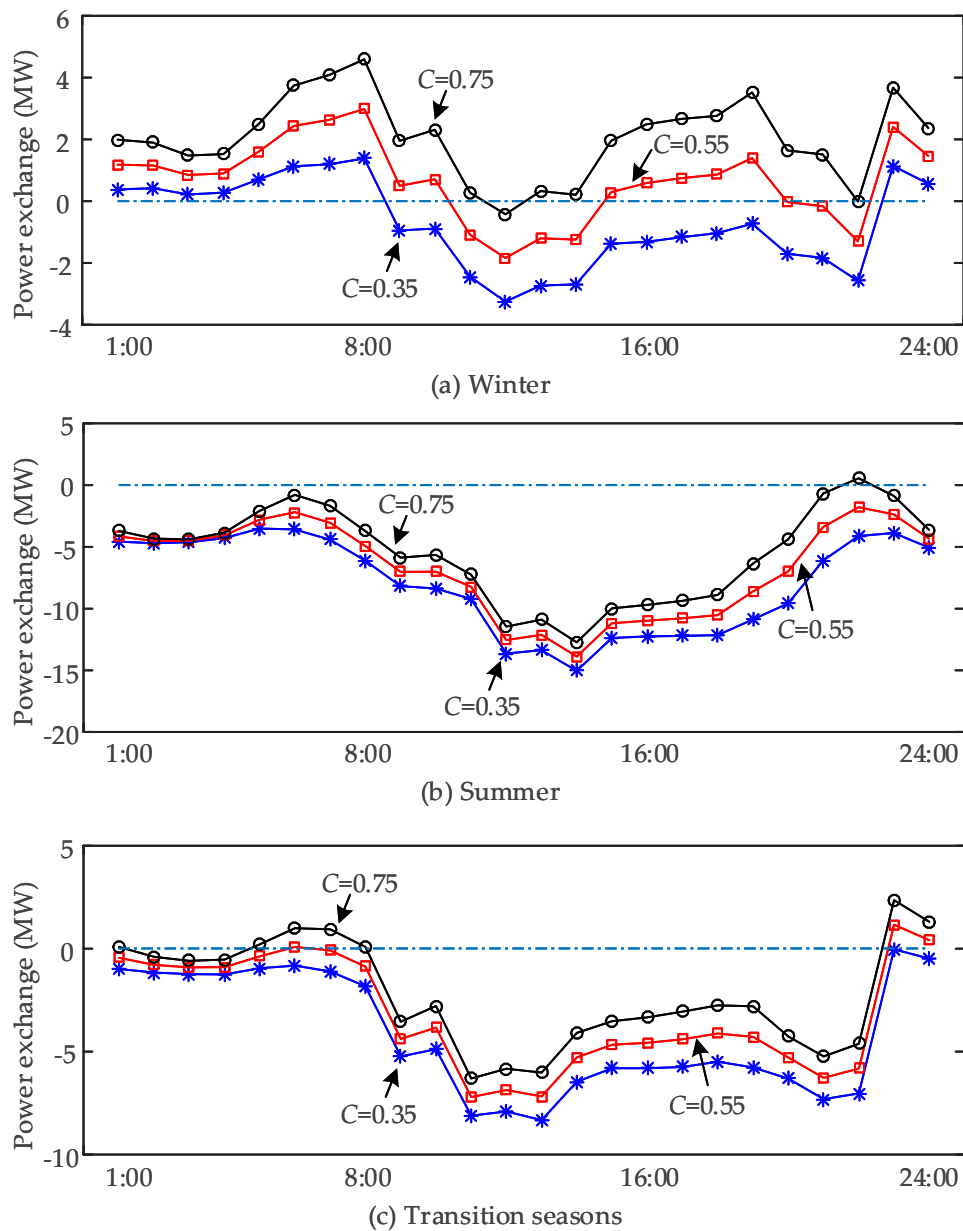 6
4
2
0
-2
-4
Power exchange (MW)
C=0.75
C=0.55
C=0.35
1:00 8:00 16:00 24:00
(a) Winter
5
0
-5
-10
-15
-20
Power exchange (MW)
C=0.75
C=0.55
C=0.35
1:00 8:00 16:00 24:00
(b) Summer
5
0
-5
-10
Power exchange (MW)
C=0.75
C=0.35
C=0.55
1:00 8:00 16:00 24:00
(c) Transition seasons